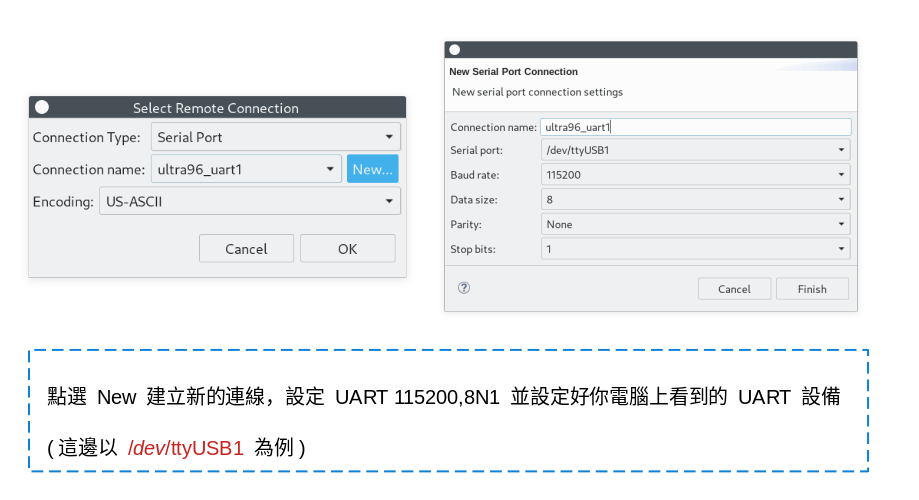 Select Remote Connection
Connection Type: Serial Port
Connection name: ultra96_uart1 New...
Encoding: US-ASCII
Cancel OK
New Serial Port Connection
New serial port connection settings
Connection name: ultra96_uart1
Serial port: /dev/ttyUSB1
Baud rate: 115200
Data size: 8
Parity: None
Stop bits: 1
? Cancel Finish
點選 New 建立新的連線，設定 UART 115200,8N1 並設定好你電腦上看到的 UART 設備
( 這邊以 /dev/ttyUSB1 為例 )